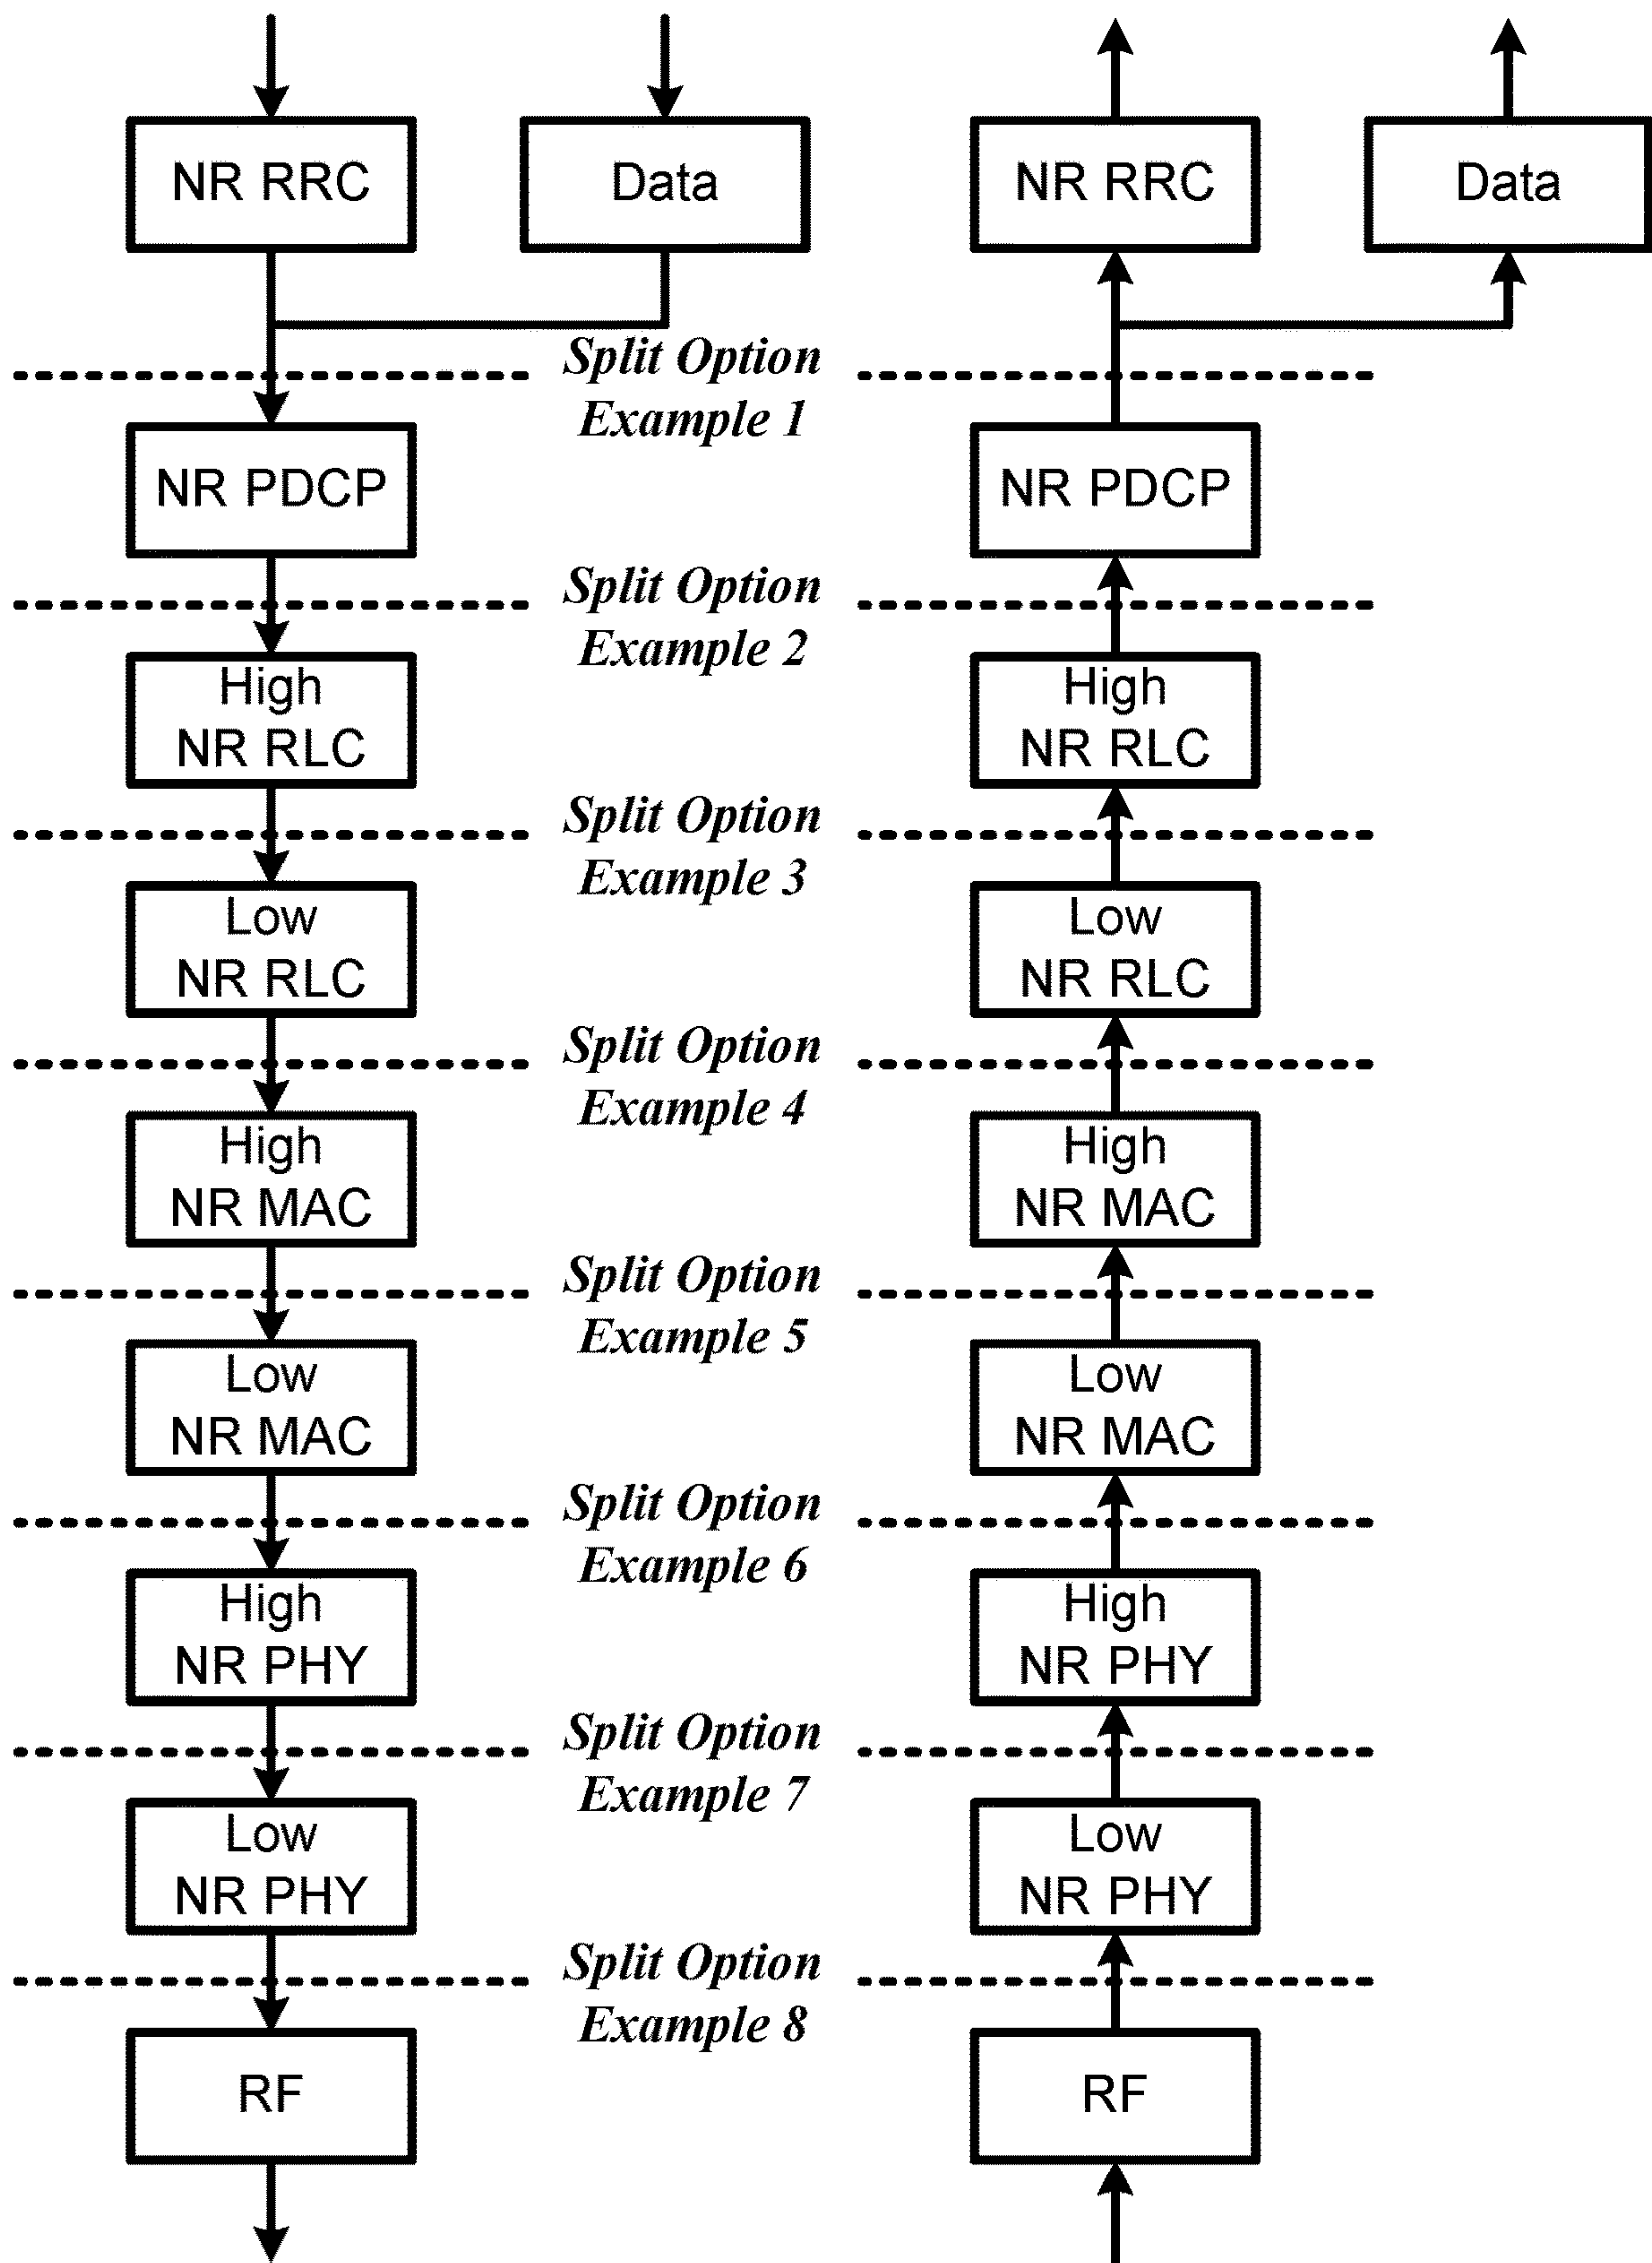 NR RRC
Data
NR RRC
Data
Split Option
Example 1
NR PDCP
NR PDCP
Split Option
Example 2
High
NR RLC
High
NR RLC
Split Option
Example 3
Low
NR RLC
Low
NR RLC
Split Option
Example 4
High
NR MAC
High
NR MAC
Split Option
Example 5
Low
NR MAC
Low
NR MAC
Split Option
Example 6
High
NR PHY
High
NR PHY
Split Option
Example 7
Low
NR PHY
Low
NR PHY
Split Option
Example 8
RF
RF